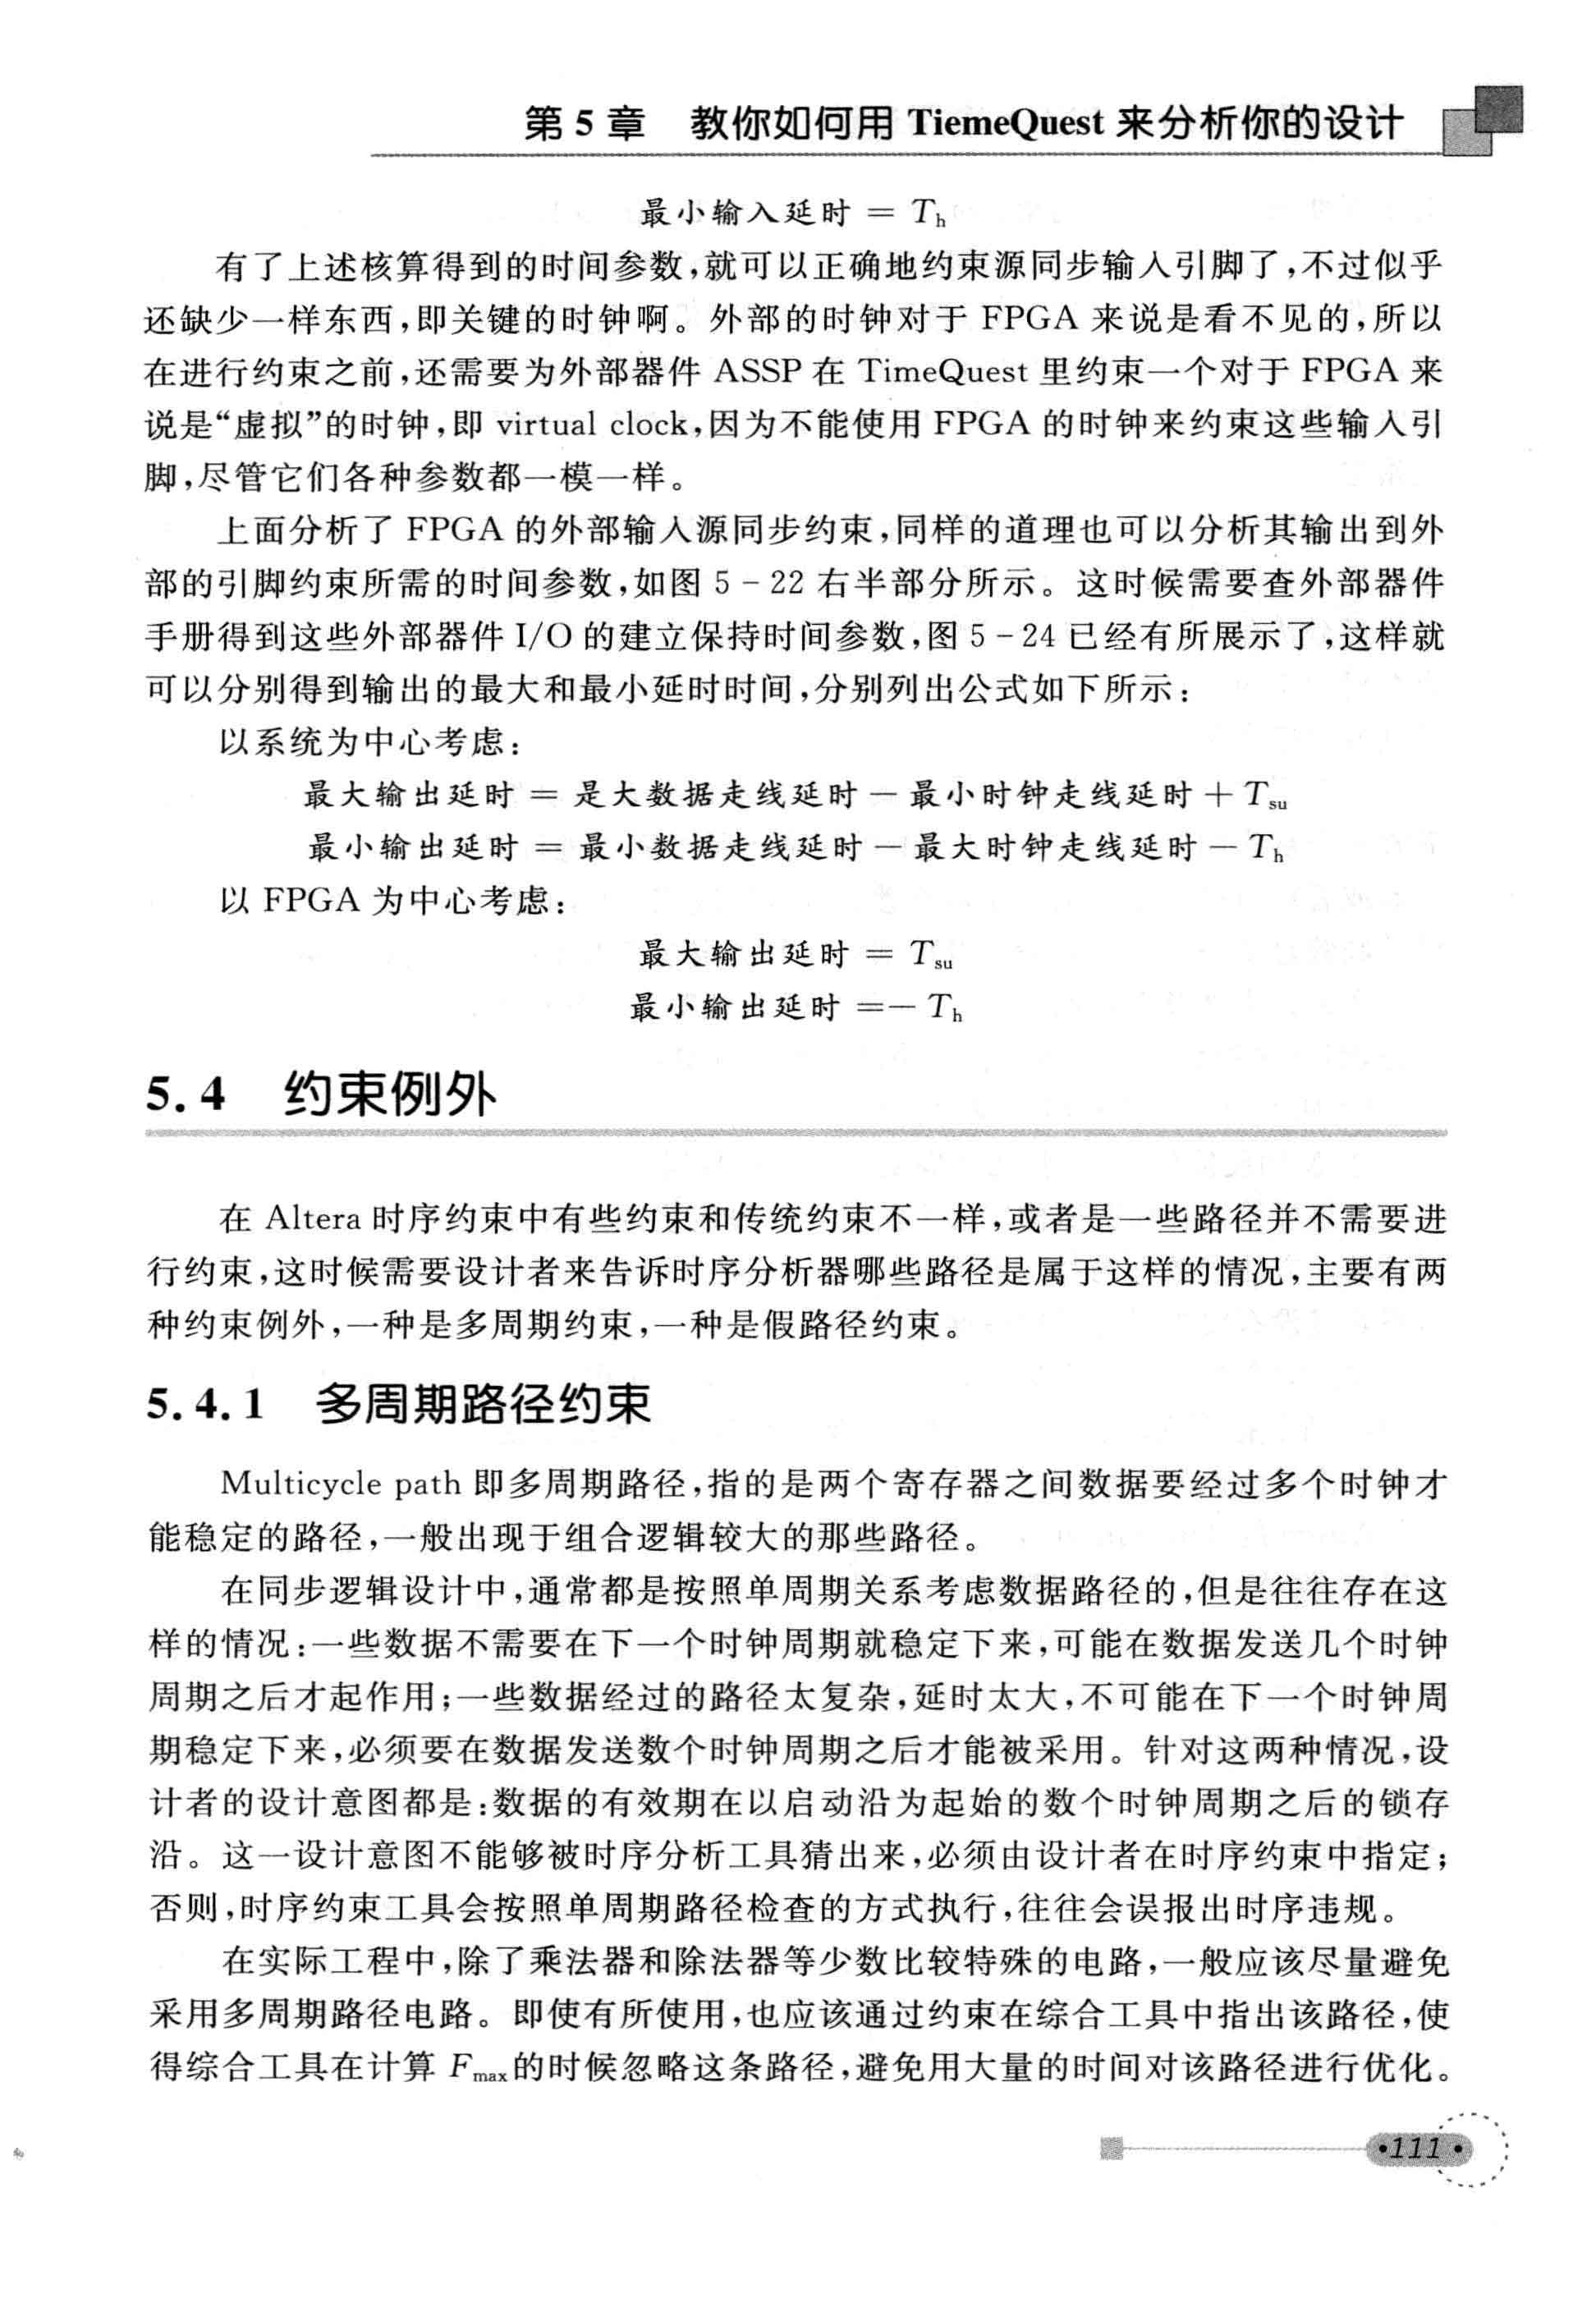 第 5 章　教你如何用 TiemeQuest 来分析你的设计
最小输入延时 = Th
有了上述核算得到的时间参数,就可以正确地约束源同步输入引脚了,不过似乎
还缺少一样东西,即关键的时钟啊。外部的时钟对于 FPGA 来说是看不见的,所以
在进行约束之前,还需要为外部器件 ASSP 在 TimeQuest 里约束一个对于 FPGA 来
说是“虚拟”的时钟,即 virtual clock,因为不能使用 FPGA 的时钟来约束这些输入引
脚,尽管它们各种参数都一模一样。
上面分析了 FPGA 的外部输入源同步约束,同样的道理也可以分析其输出到外
部的引脚约束所需的时间参数,如图 5-22 右半部分所示。这时候需要查外部器件
手册得到这些外部器件 I/O 的建立保持时间参数,图 5-24 已经有所展示了,这样就
可以分别得到输出的最大和最小延时时间,分别列出公式如下所示:
以系统为中心考虑:
最大输出延时 = 是大数据走线延时 — 最小时钟走线延时 + Tsu
最小输出延时 = 最小数据走线延时 — 最大时钟走线延时 — Th
以 FPGA 为中心考虑:
最大输出延时 = Tsu
最小输出延时 =— Th
5.4　约束例外
在 Altera 时序约束中有些约束和传统约束不一样,或者是一些路径并不需要进
行约束,这时候需要设计者来告诉时序分析器哪些路径是属于这样的情况,主要有两
种约束例外,一种是多周期约束,一种是假路径约束。
5.4.1　多周期路径约束
Multicycle path 即多周期路径,指的是两个寄存器之间数据要经过多个时钟才
能稳定的路径,一般出现于组合逻辑较大的那些路径。
在同步逻辑设计中,通常都是按照单周期关系考虑数据路径的,但是往往存在这
样的情况:一些数据不需要在下一个时钟周期就稳定下来,可能在数据发送几个时钟
周期之后才起作用;一些数据经过的路径太复杂,延时太大,不可能在下一个时钟周
期稳定下来,必须要在数据发送数个时钟周期之后才能被采用。针对这两种情况,设
计者的设计意图都是:数据的有效期在以启动沿为起始的数个时钟周期之后的锁存
沿。这一设计意图不能够被时序分析工具猜出来,必须由设计者在时序约束中指定;
否则,时序约束工具会按照单周期路径检查的方式执行,往往会误报出时序违规。
在实际工程中,除了乘法器和除法器等少数比较特殊的电路,一般应该尽量避免
采用多周期路径电路。即使有所使用,也应该通过约束在综合工具中指出该路径,使
得综合工具在计算 Fmax的时候忽略这条路径,避免用大量的时间对该路径进行优化。
·111·